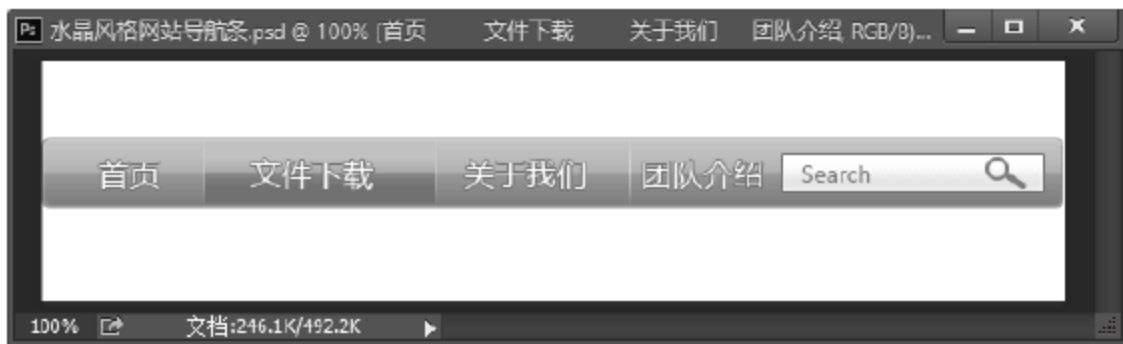 Ps 水晶风格网站导航条.psd @ 100% (首页 文件下载 关于我们 团队介绍, RGB/8)...
首页 文件下载 关于我们 团队介绍 Search
100% 文档:246.1K/492.2K